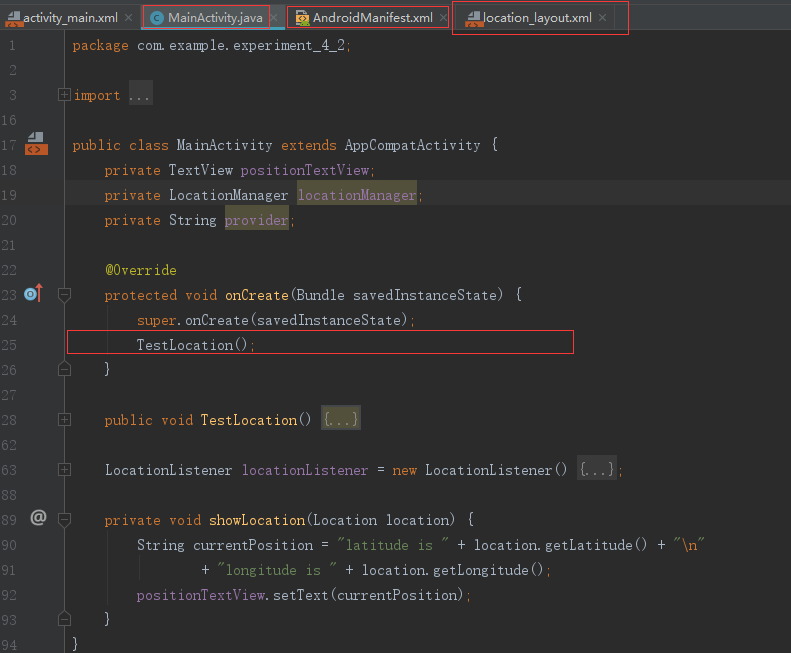 activity_main.xml × MainActivity.java × AndroidManifest.xml × location_layout.xml ×
1 package com.example.experiment_4_2;
2
3 import ...
16
17 public class MainActivity extends AppCompatActivity {
18 private TextView positionTextView;
19 private LocationManager locationManager;
20 private String provider;
21
22 @Override
23 protected void onCreate(Bundle savedInstanceState) {
24 super.onCreate(savedInstanceState);
25 TestLocation();
26 }
27
28 public void TestLocation() {...}
62
63 LocationListener locationListener = new LocationListener() {...};
88
89 @ private void showLocation(Location location) {
90 String currentPosition = "latitude is " + location.getLatitude() + "\n"
91 + "longitude is " + location.getLongitude();
92 positionTextView.setText(currentPosition);
93 }
94 }